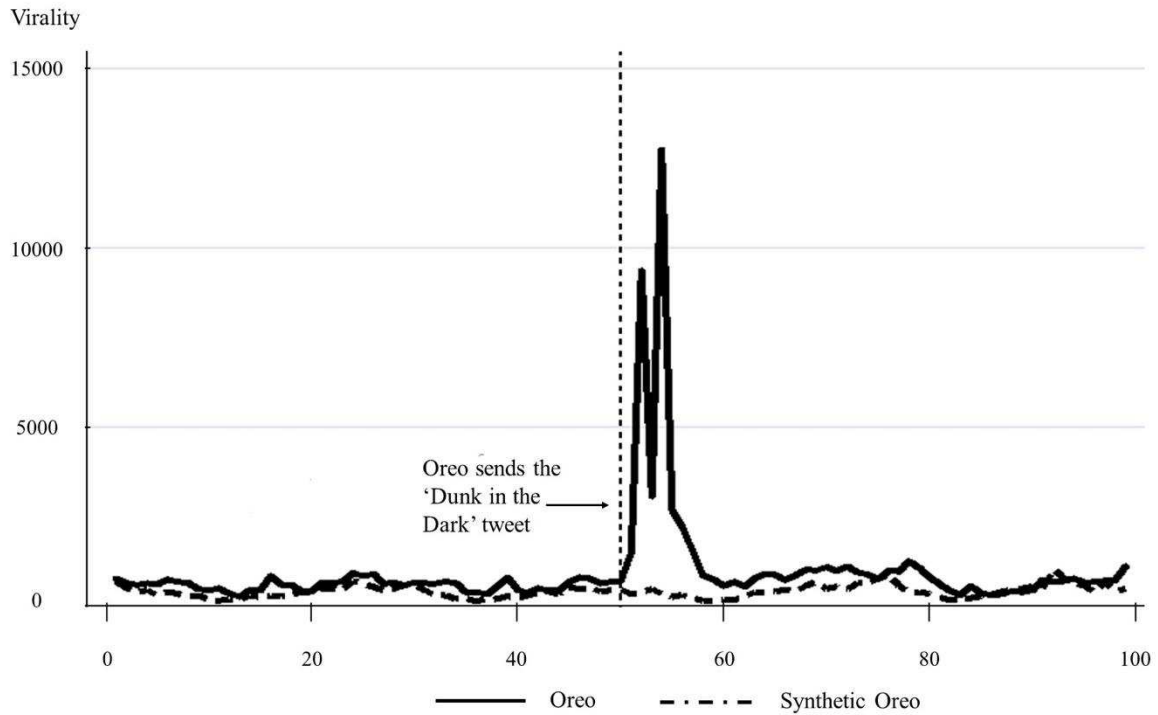 Virality
15000
10000
5000
Oreo sends the
‘Dunk in the
Dark’ tweet
0
0 20 40 60 80 100
Oreo Synthetic Oreo